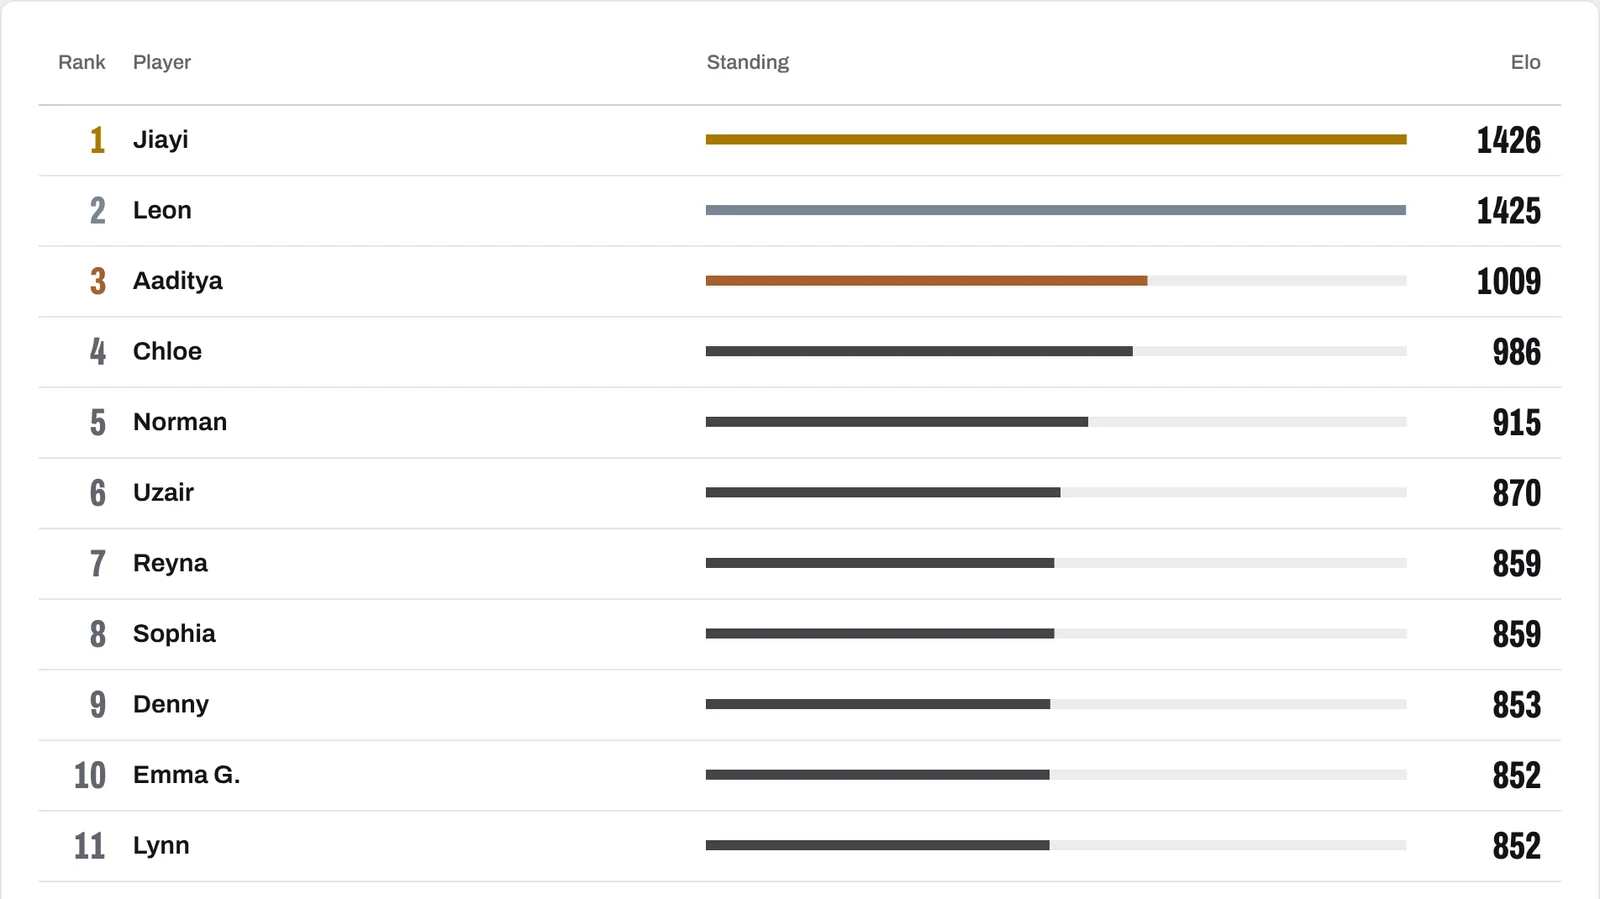 Rank Player Standing Elo
1 Jiayi 1426
2 Leon 1425
3 Aaditya 1009
4 Chloe 986
5 Norman 915
6 Uzair 870
7 Reyna 859
8 Sophia 859
9 Denny 853
10 Emma G. 852
11 Lynn 852